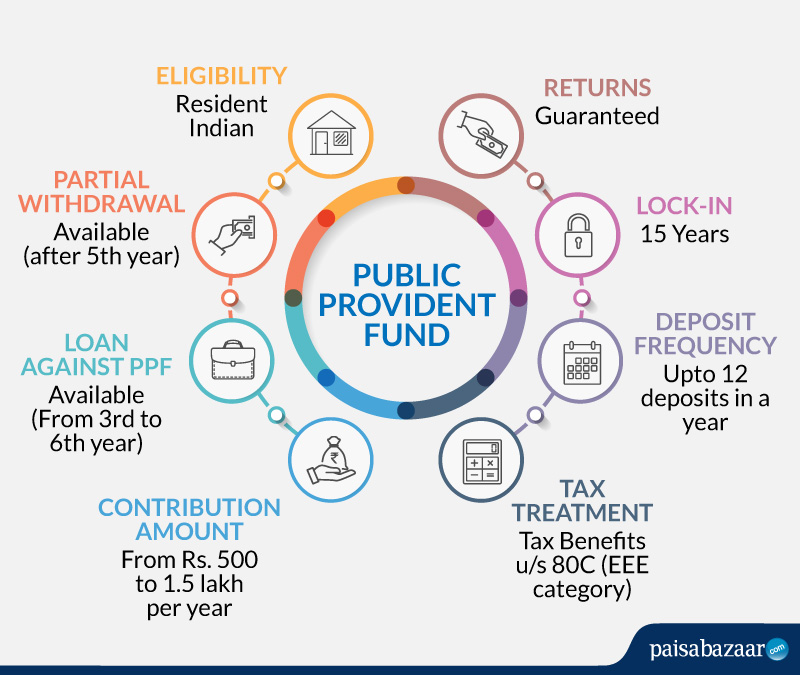 ELIGIBILITY
Resident
Indian
RETURNS
Guaranteed
PARTIAL
WITHDRAWAL
Available
(after 5th year)
LOCK-IN
15 Years
PUBLIC
PROVIDENT
FUND
LOAN
AGAINST PPF
Available
(From 3rd to
6th year)
DEPOSIT
FREQUENCY
Upto 12
deposits in a
year
₹
CONTRIBUTION
AMOUNT
From Rs. 500
to 1.5 lakh
per year
TAX
TREATMENT
Tax Benefits
u/s 80C (EEE
category)
paisabazaar com